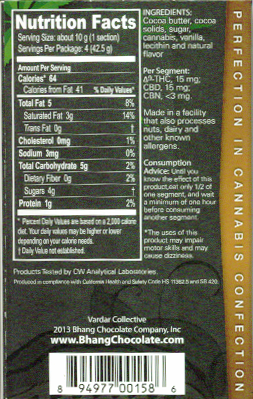 Nutrition Facts
Serving Size: about 10 g (1 section)
Servings Per Package: 4 (42.5 g)
Amount Per Serving
Calories* 64
Calories from Fat 41 % Daily Values*
Total Fat 5 8%
Saturated Fat 3g 14%
Trans Fat 0g †
Cholesterol 0mg 1%
Sodium 3mg 0%
Total Carbohydrate 5g 2%
Dietary Fiber 0g 2%
Sugars 4g †
Protein 1g 2%
* Percent Daily Values are based on a 2,000 calorie
diet. Your daily values may be higher or lower
depending on your calorie needs.
† Daily Value not established.
INGREDIENTS:
Cocoa butter, cocoa
solids, sugar,
cannabis, vanilla,
lecithin and natural
flavor
Per Segment:
Δ⁹-THC, 15 mg;
CBD, 15 mg;
CBN, <3 mg.
Made in a facility
that also processes
nuts, dairy and
other known
allergens.
Consumption
Advice: Until you
know the effect of this
product,eat only 1/2 of
one segment, and wait
a minimum of one hour
before consuming
another segment.
*The uses of this
product may impair
motor skills and may
cause dizziness.
Products Tested by CW Analytical Laboratories.
Produced in compliance with California Health and Safety Code HS 11362.5 and SB 420.
Vardar Collective
2013 Bhang Chocolate Company, Inc
www.BhangChocolate.com
8 94977 00158 6
PERFECTION IN CANNABIS CONFECTION